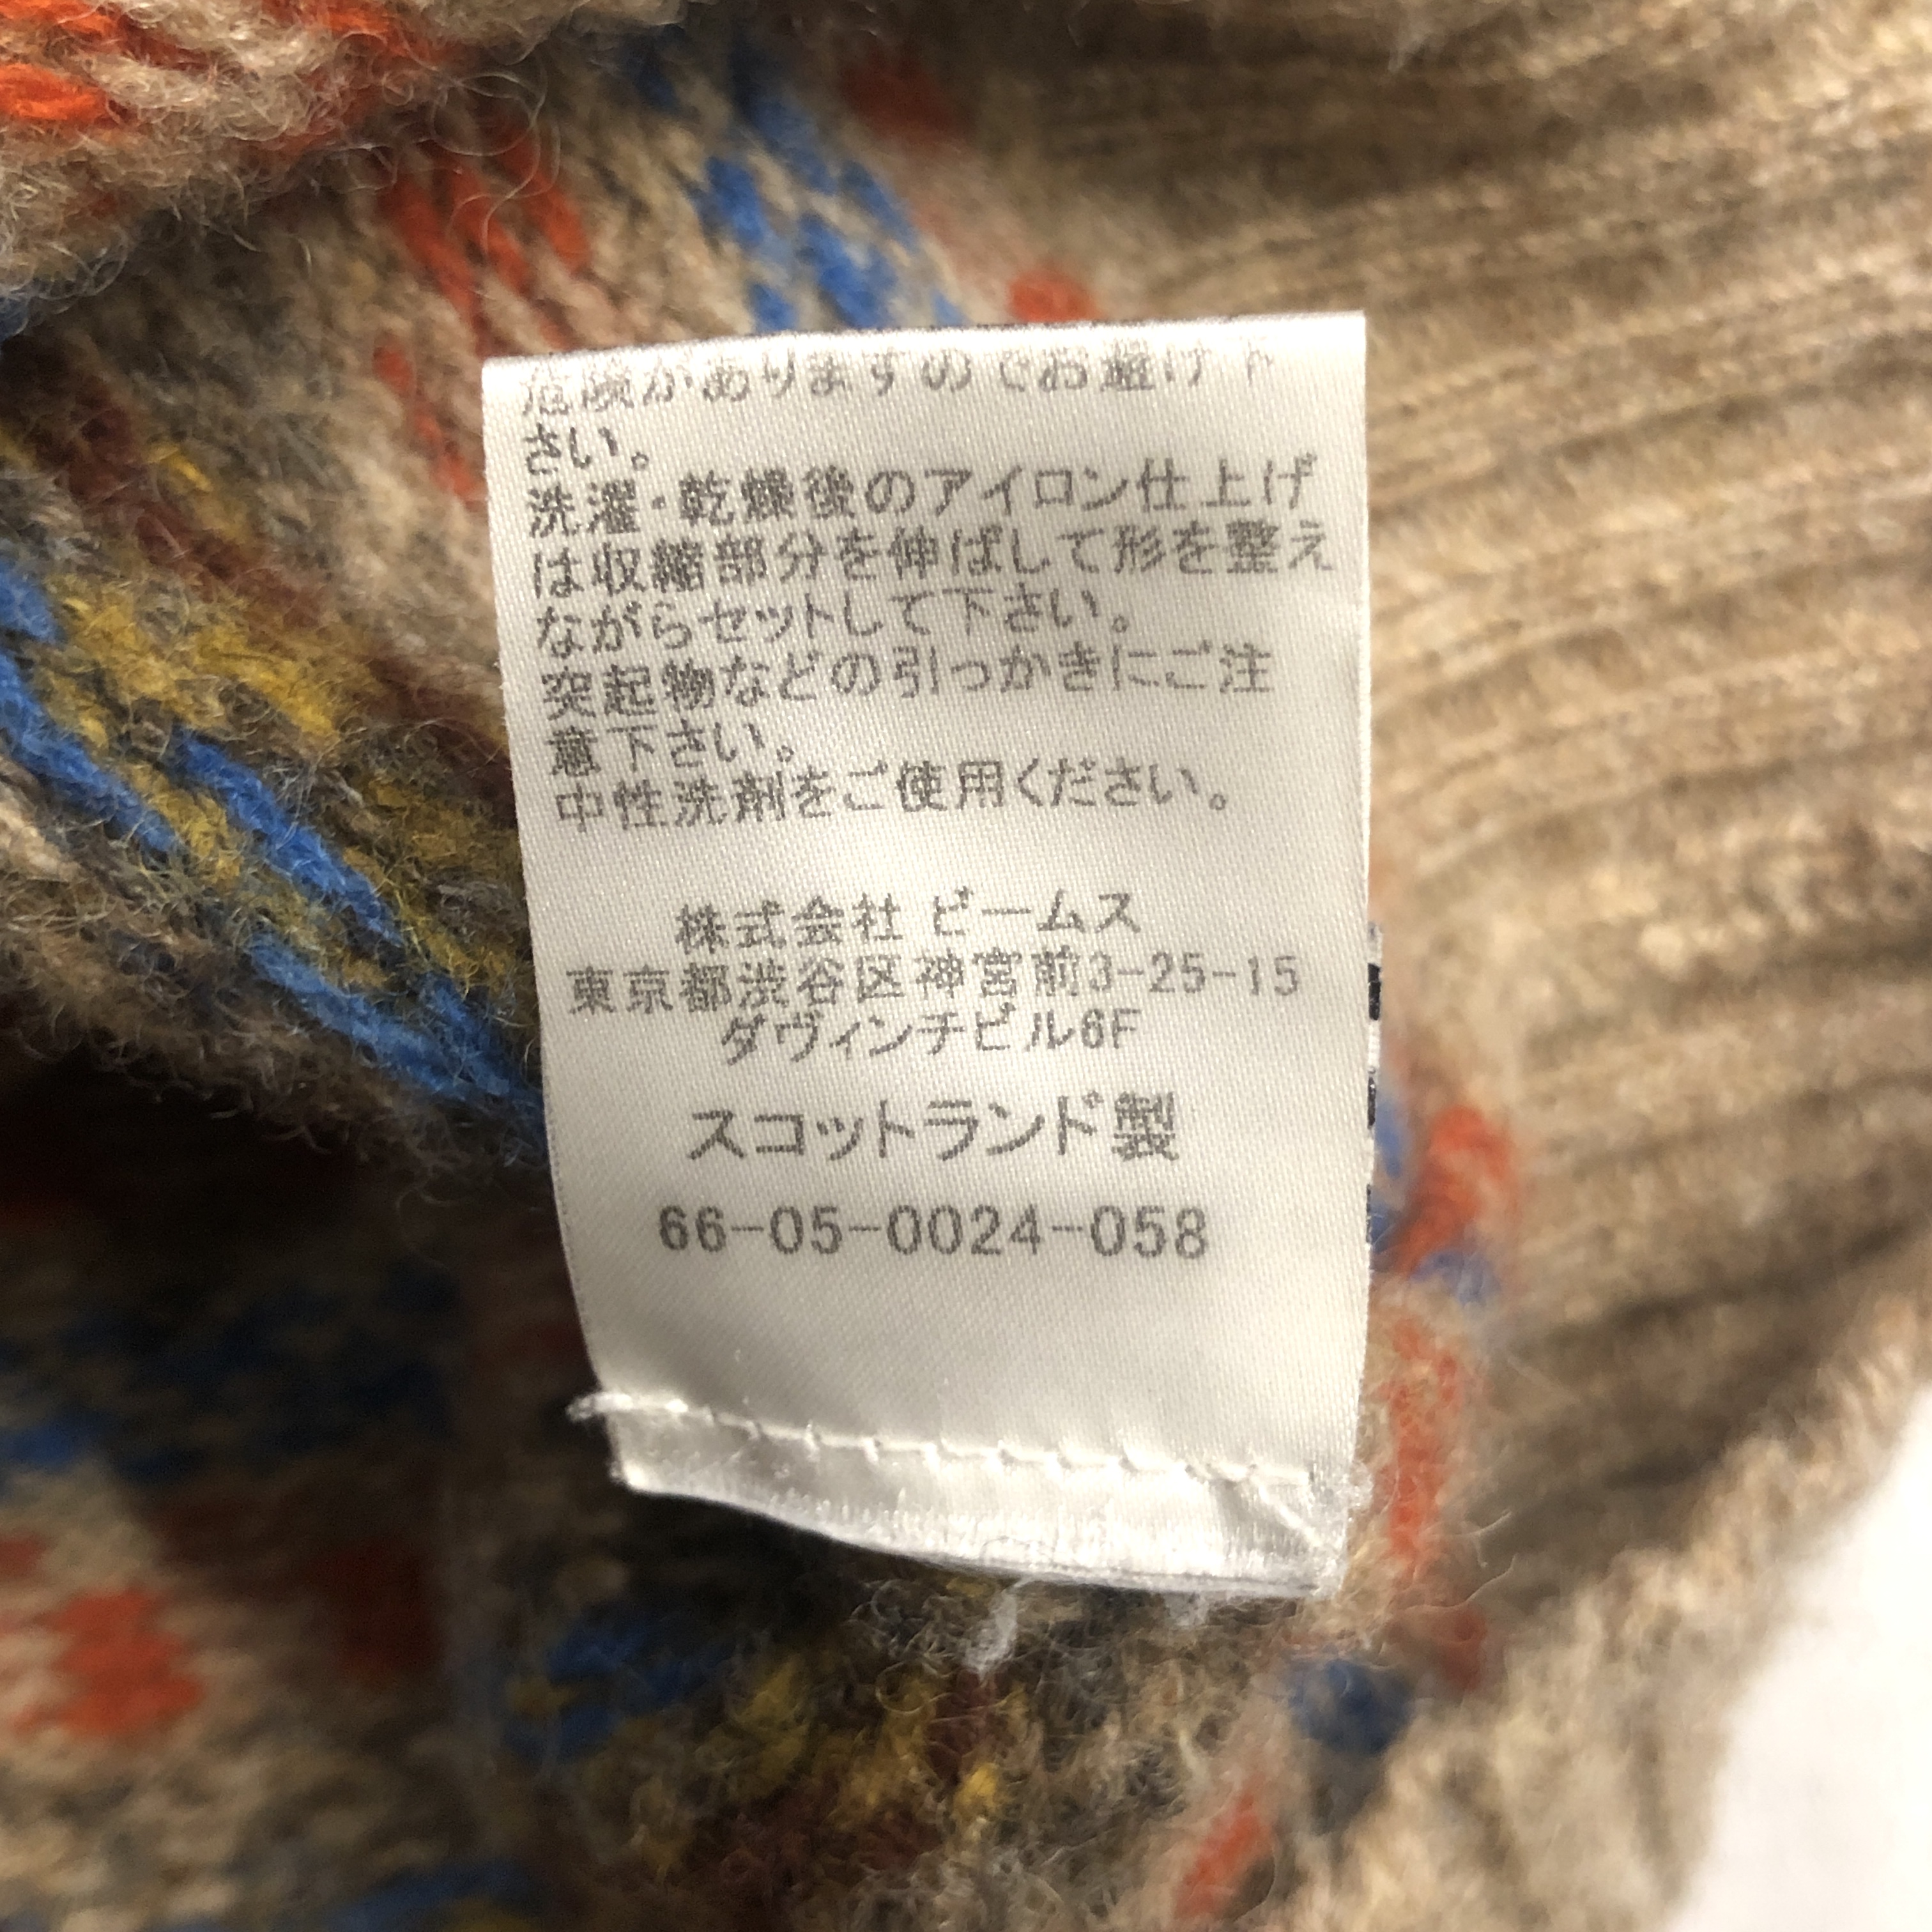 危険がありますのでお避け下
さい。
洗濯・乾燥後のアイロン仕上げ
は収縮部分を伸ばして形を整え
ながらセットして下さい。
突起物などの引っかきにご注
意下さい。
中性洗剤をご使用ください。
株式会社 ビームス
東京都渋谷区神宮前3-25-15
ダヴィンチビル6F
スコットランド製
66-05-0024-058